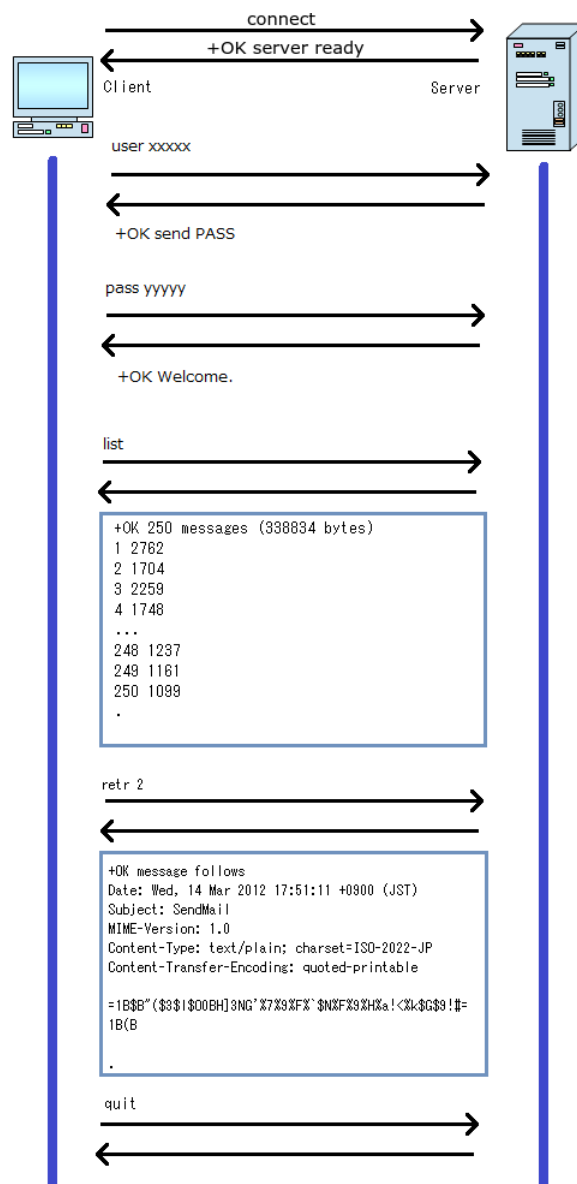 connect
+OK server ready
Client
Server
user xxxxx
+OK send PASS
pass yyyyy
+OK Welcome.
list
+OK 250 messages (338834 bytes)
1 2762
2 1704
3 2259
4 1748
...
248 1237
249 1161
250 1099
.
retr 2
+OK message follows
Date: Wed, 14 Mar 2012 17:51:11 +0900 (JST)
Subject: SendMail
MIME-Version: 1.0
Content-Type: text/plain; charset=ISO-2022-JP
Content-Transfer-Encoding: quoted-printable
=1B$B"($3$l$OOBH]3NG'%7%9%F%`$N%F%9%H%a!<%k$G$9!#=
1B(B
.
quit